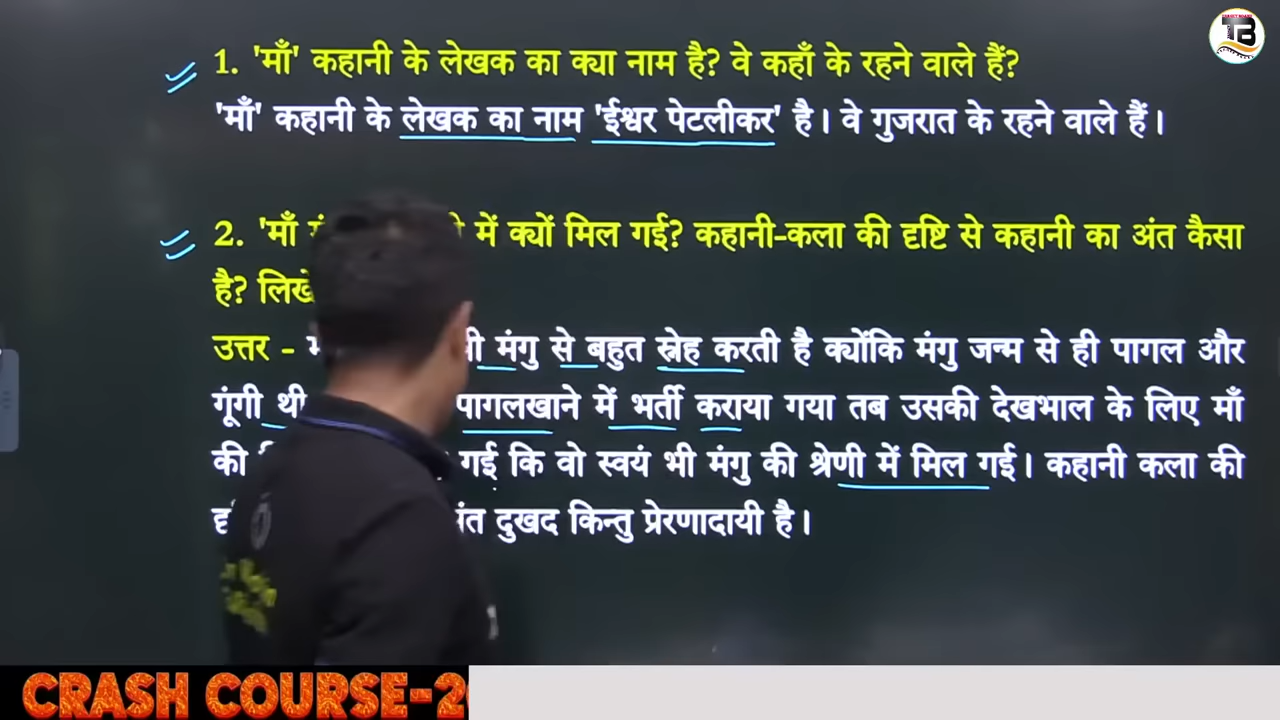 TB
1. 'माँ' कहानी के लेखक का क्या नाम है? वे कहाँ के रहने वाले हैं?
'माँ' कहानी के लेखक का नाम 'ईश्वर पेटलीकर' है। वे गुजरात के रहने वाले हैं।
2. 'माँ में क्यों मिल गई? कहानी-कला की दृष्टि से कहानी का अंत कैसा
है?
उत्तर - मंगु से बहुत स्नेह करती है क्योंकि मंगु जन्म से ही पागल और
गूंगी थी पागलखाने में भर्ती कराया गया तब उसकी देखभाल के लिए माँ
की गई कि वो स्वयं भी मंगु की श्रेणी में मिल गई। कहानी कला की
दुखद किन्तु प्रेरणादायी है।
CRASH COURSE-2